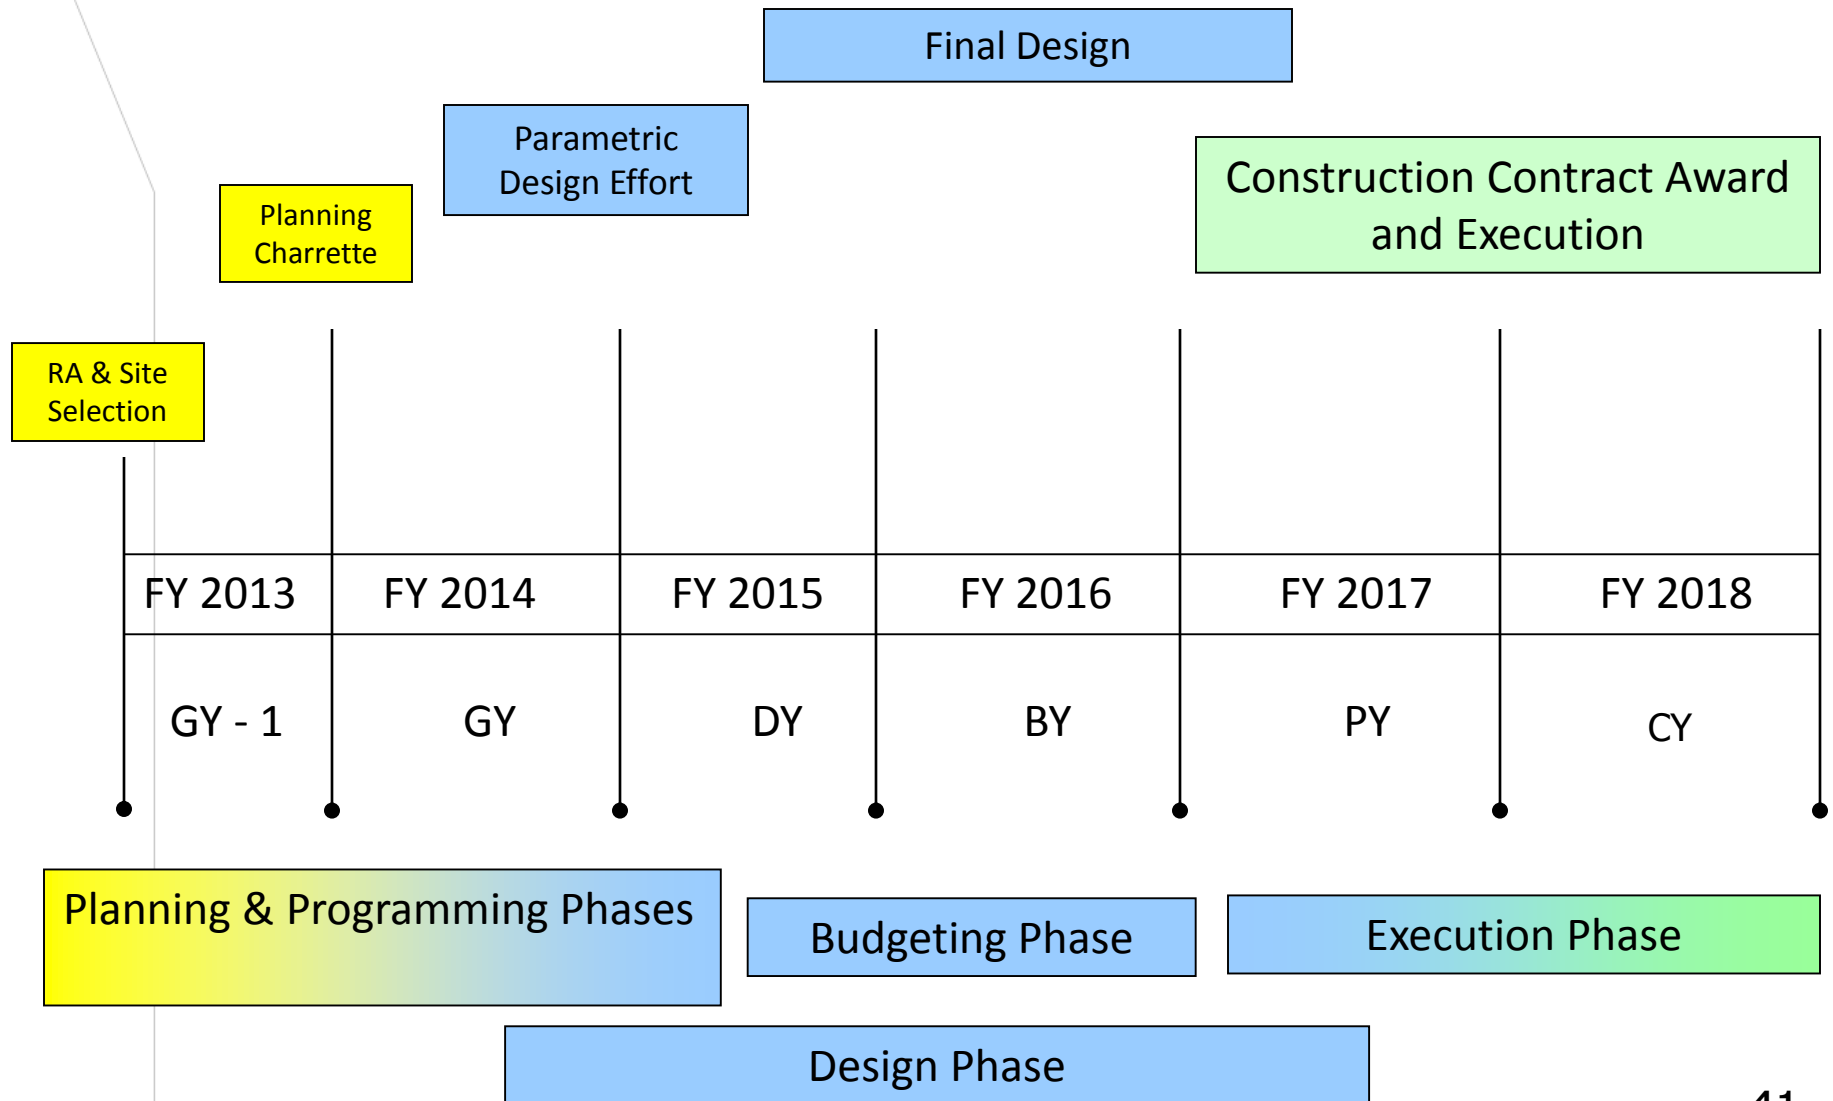 Final Design
Parametric
Design Effort
Construction Contract Award
and Execution
Planning
Charrette
RA & Site
Selection
FY 2013
FY 2014
FY 2015
FY 2016
FY 2017
FY 2018
GY - 1
GY
DY
BY
PY
CY
Planning & Programming Phases
Budgeting Phase
Execution Phase
Design Phase
41